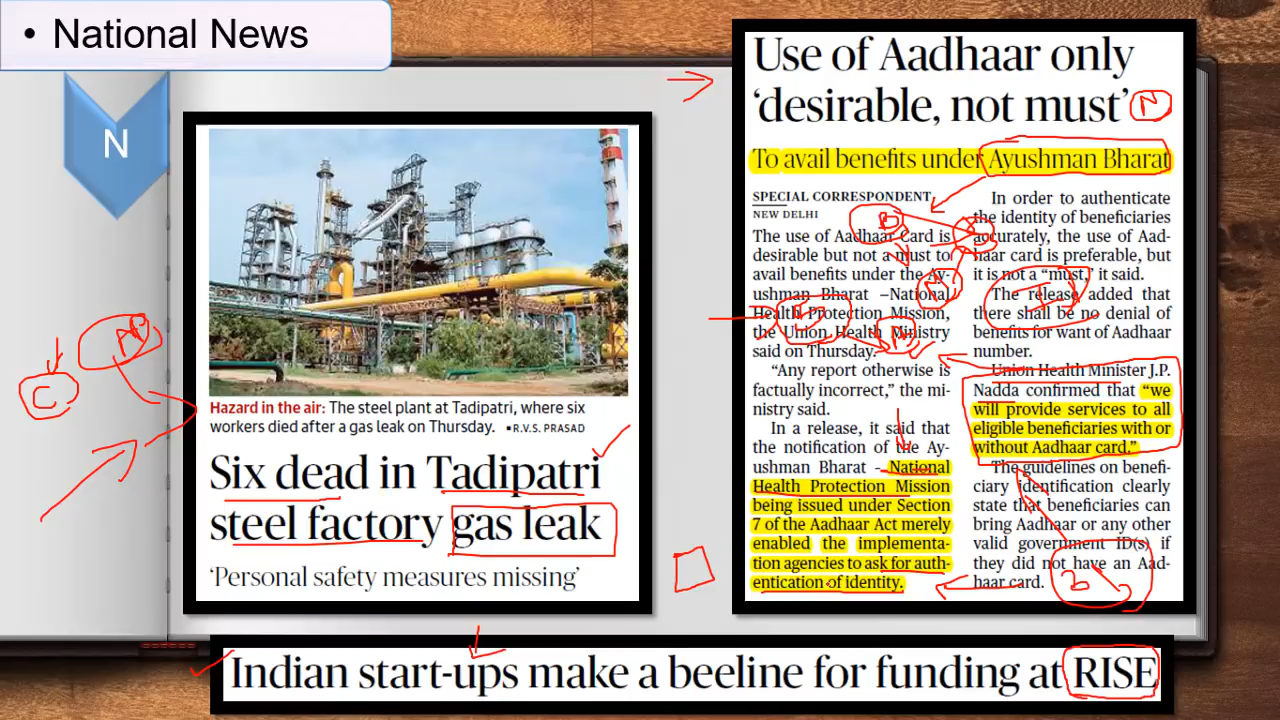 • National News
N
Hazard in the air: The steel plant at Tadipatri, where six
workers died after a gas leak on Thursday. ■R.V.S. PRASAD
Six dead in Tadipatri
steel factory gas leak
‘Personal safety measures missing’
Use of Aadhaar only
‘desirable, not must’
N
To avail benefits under Ayushman Bharat
SPECIAL CORRESPONDENT
NEW DELHI
The use of Aadhaar Card is
desirable but not a must to
avail benefits under the Ay-
ushman Bharat –National
Health Protection Mission,
the Union Health Ministry
said on Thursday.
“Any report otherwise is
factually incorrect,” the mi-
nistry said.
In a release, it said that
the notification of the Ay-
ushman Bharat - National
Health Protection Mission
being issued under Section
7 of the Aadhaar Act merely
enabled the implementa-
tion agencies to ask for auth-
entication of identity.
In order to authenticate
the identity of beneficiaries
accurately, the use of Aad-
haar card is preferable, but
it is not a “must,” it said.
The release added that
there shall be no denial of
benefits for want of Aadhaar
number.
Union Health Minister J.P.
Nadda confirmed that “we
will provide services to all
eligible beneficiaries with or
without Aadhaar card.”
The guidelines on benefi-
ciary identification clearly
state that beneficiaries can
bring Aadhaar or any other
valid government ID(s) if
they did not have an Aad-
haar card.
C
AP
Indian start-ups make a beeline for funding at RISE